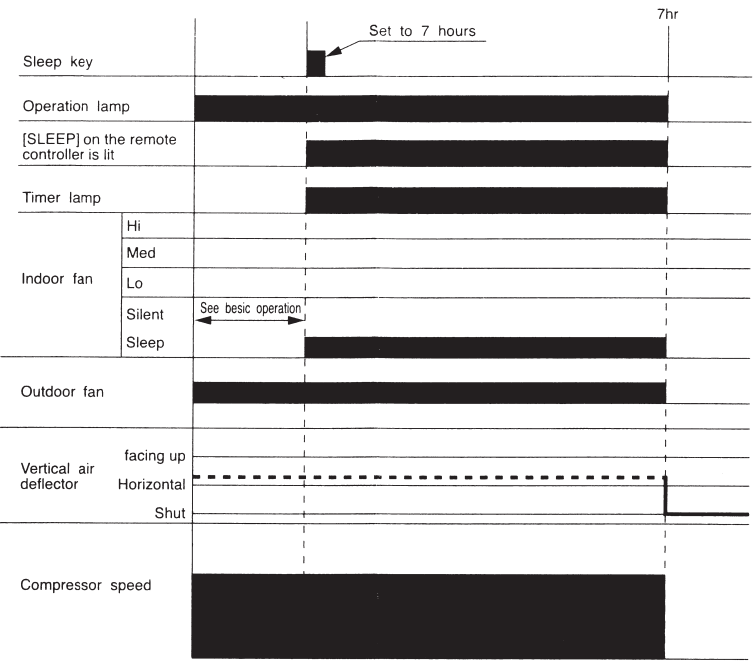 7hr
Set to 7 hours
Sleep key
Operation lamp
[SLEEP] on the remote
controller is lit
Timer lamp
Hi
Med
Indoor fan
Lo
Silent
See besic operation
Sleep
Outdoor fan
facing up
Vertical air
deflector
Horizontal
Shut
Compressor speed